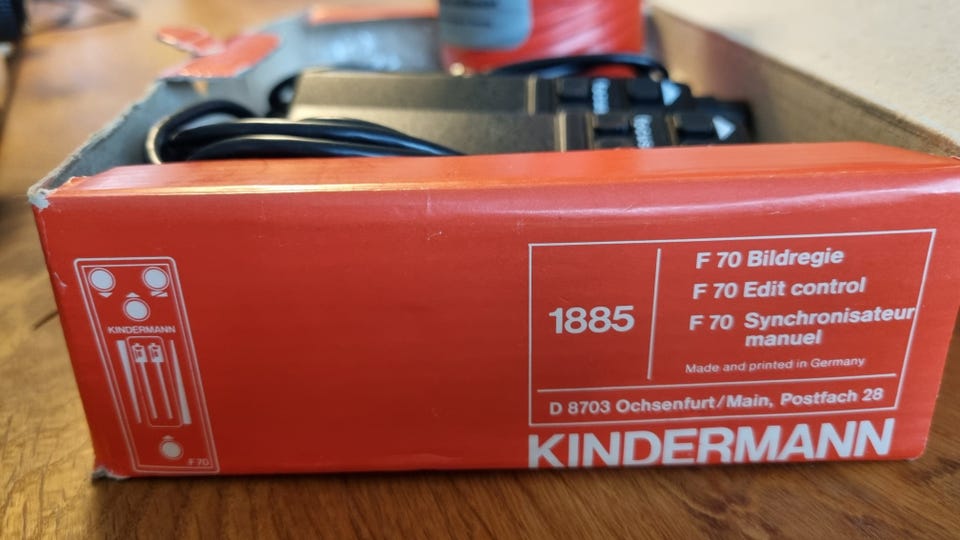 KINDERMANN
F 70
1885
F 70 Bildregie
F 70 Edit control
F 70 Synchronisateur
manuel
Made and printed in Germany
D 8703 Ochsenfurt/Main, Postfach 28
KINDERMANN